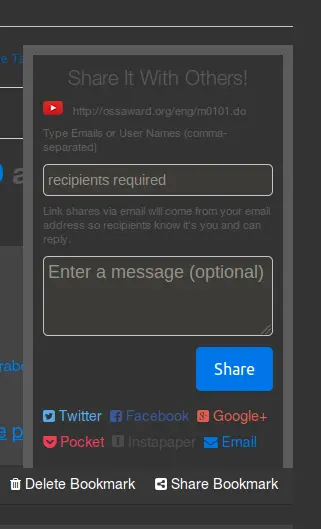 Share It With Others!
http://ossaward.org/eng/m0101.do
Type Emails or User Names (comma-
separated)
recipients required
Link shares via email will come from your email
address so recipients know it's you and can
reply.
Enter a message (optional)
Share
Twitter Facebook Google+
Pocket Instapaper Email
Delete Bookmark Share Bookmark